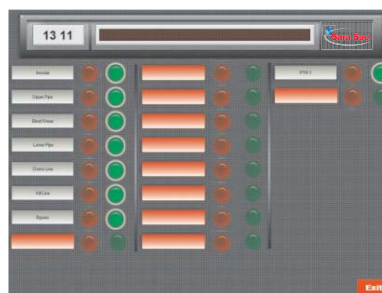 13 11
Annular
Upper Pipe
Blind/Shear
Lower Pipe
Choke Line
Kill Line
Bypass
Exit